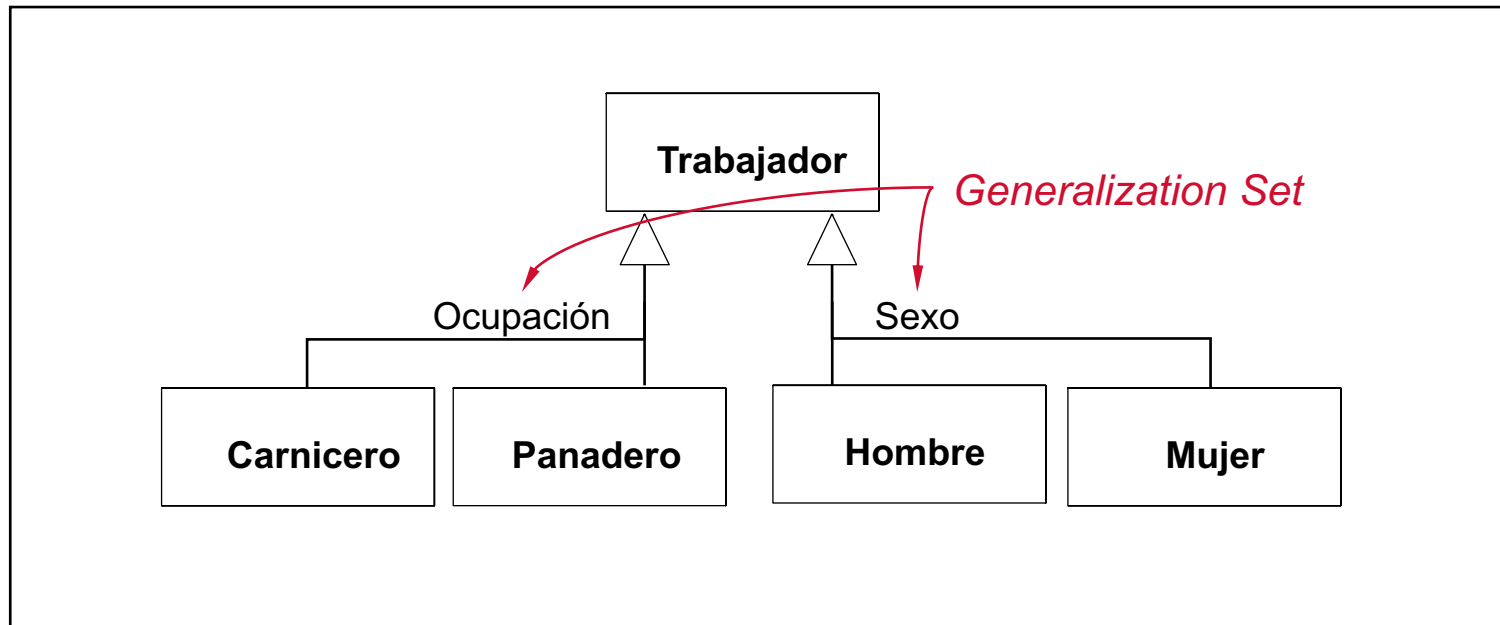 Trabajador
Generalization Set
Ocupación
Sexo
Carnicero
Panadero
Hombre
Mujer